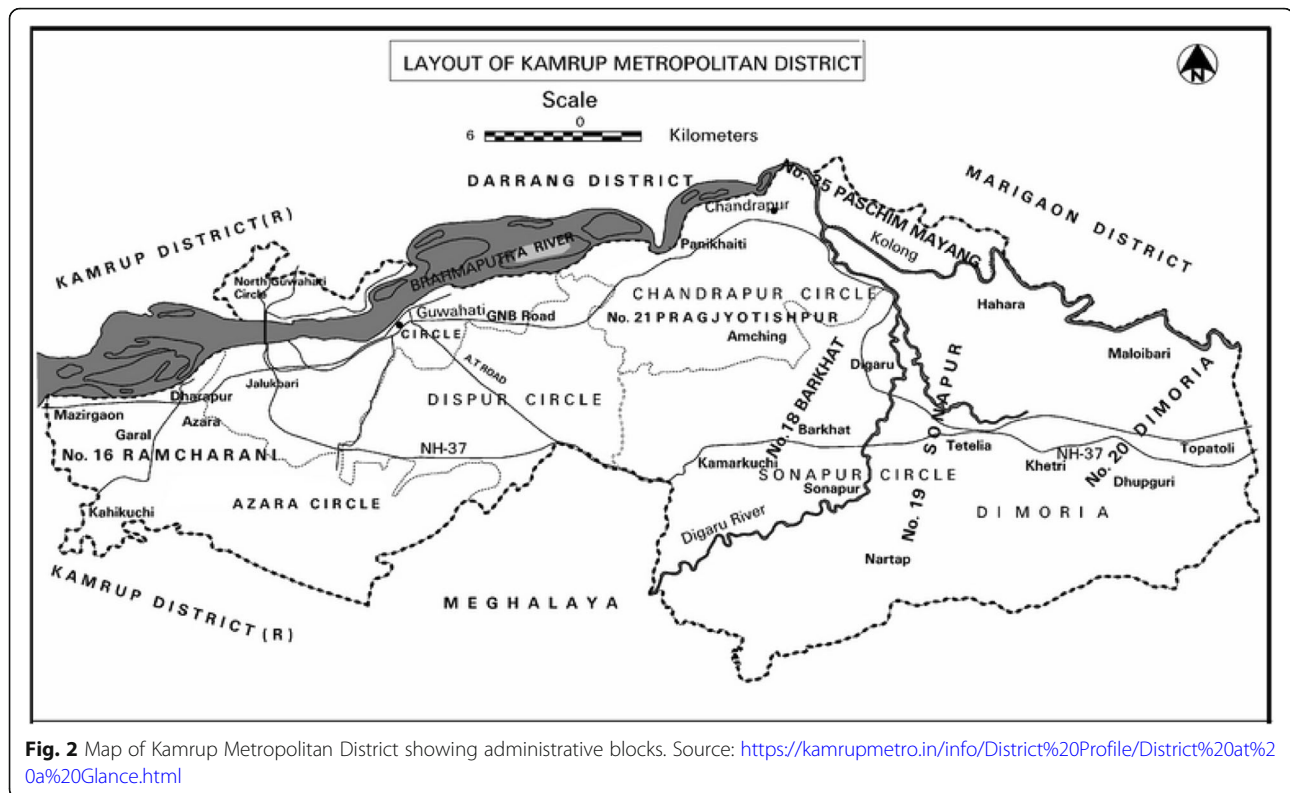 LAYOUT OF KAMRUP METROPOLITAN DISTRICT
N
Scale
0
6 Kilometers
DARRANG DISTRICT
MARIGAON DISTRICT
KAMRUP DISTRICT(R)
No. 35 PASCHIM MAYANG
Chandrapur
Kolong
Panikhaiti
BRAHMAPUTRA RIVER
North Guwahari
Circle
CHANDRAPUR CIRCLE
Hahara
Guwahati
GNB Road
CIRCLE
No. 21 PRAGJYOTISHPUR
Amching
Maloibari
A.T ROAD
Digaru
Jalukbari
Dharapur
DISPUR CIRCLE
No. 18 BARKHAT
Mazirgaon
Azara
Garal
Barkhat
Tetelia
Topatoli
No. 16 RAMCHARANI
NH-37
Kamarkuchi
SONAPUR CIRCLE
Khetri
NH-37
No. 20 DIMORIA
Dhupguri
AZARA CIRCLE
Sonapur
No. 19 SONAPUR
DIMORIA
Kahikuchi
Digaru River
Nartap
KAMRUP DISTRICT (R)
MEGHALAYA
Fig. 2 Map of Kamrup Metropolitan District showing administrative blocks. Source: https://kamrupmetro.in/info/District%20Profile/District%20at%2
0a%20Glance.html